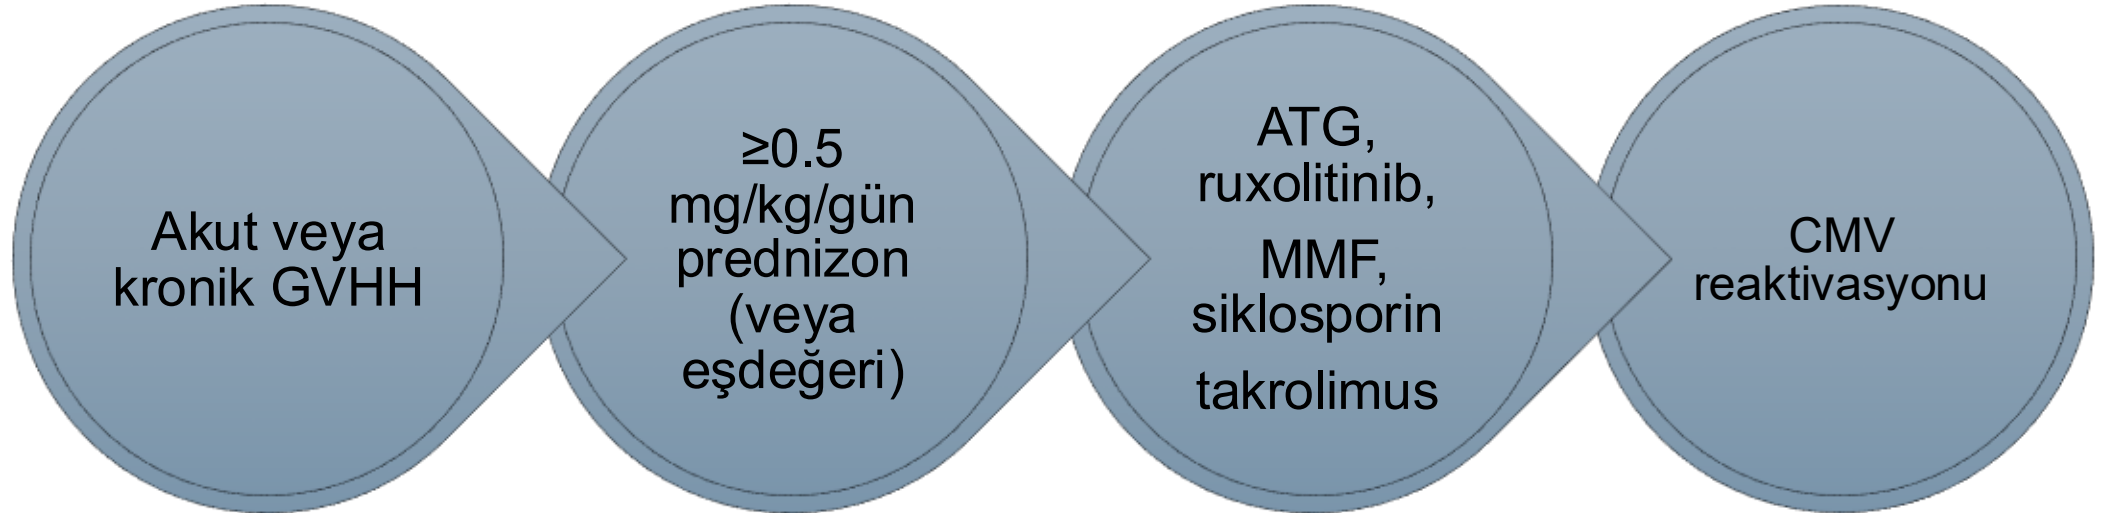 Akut veya
kronik GVHH
≥0.5
mg/kg/gün
prednizon
(veya
eşdeğeri)
ATG,
ruxolitinib,
MMF,
siklosporin
takrolimus
CMV
reaktivasyonu